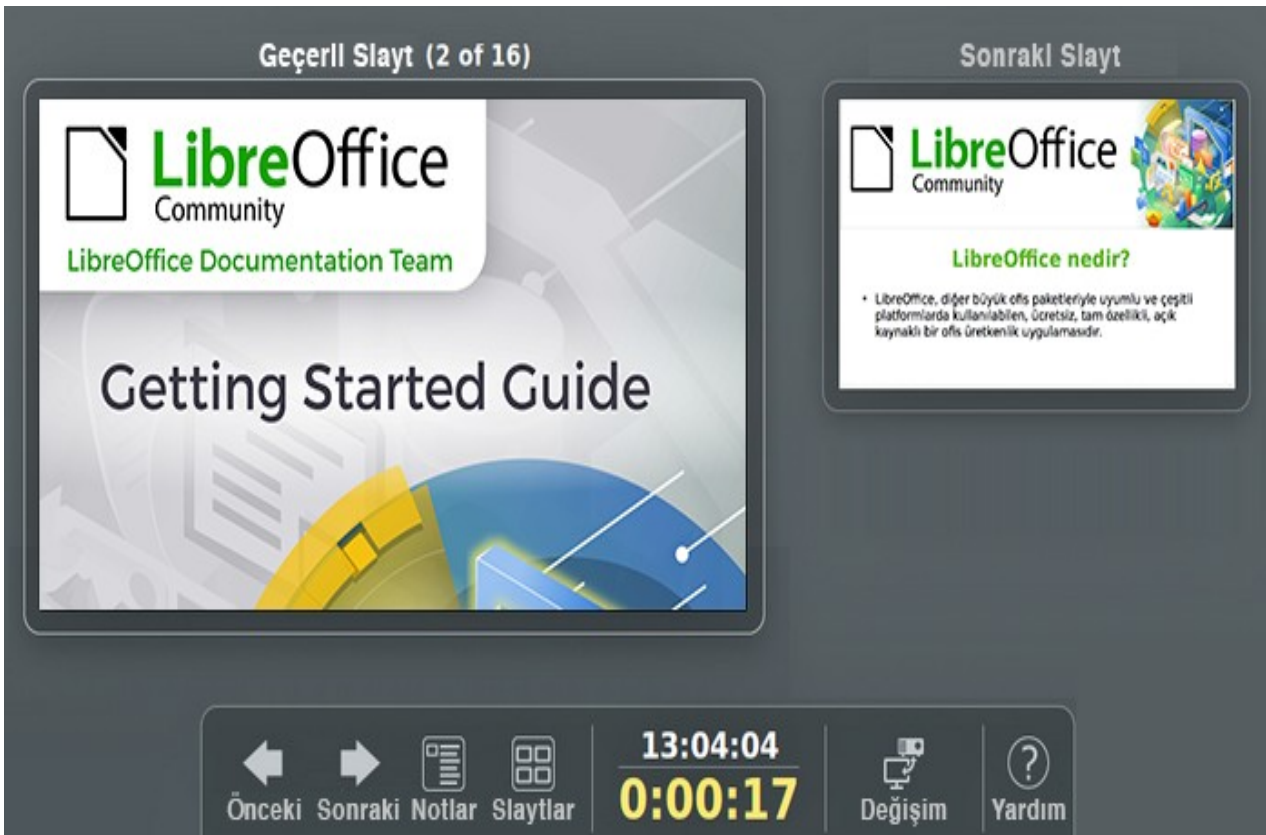 Geçerli Slayt (2 of 16)
LibreOffice
Community
LibreOffice Documentation Team
Getting Started Guide
Sonraki Slayt
LibreOffice
Community
LibreOffice nedir?
• LibreOffice, diğer büyük ofis paketleriyle uyumlu ve çeşitli
platformlarda kullanılabilen, ücretsiz, tam özellikli, açık
kaynaklı bir ofis üretkenlik uygulamasıdır.
Önceki Sonraki Notlar Slaytlar
13:04:04
0:00:17
Değişim
Yardım